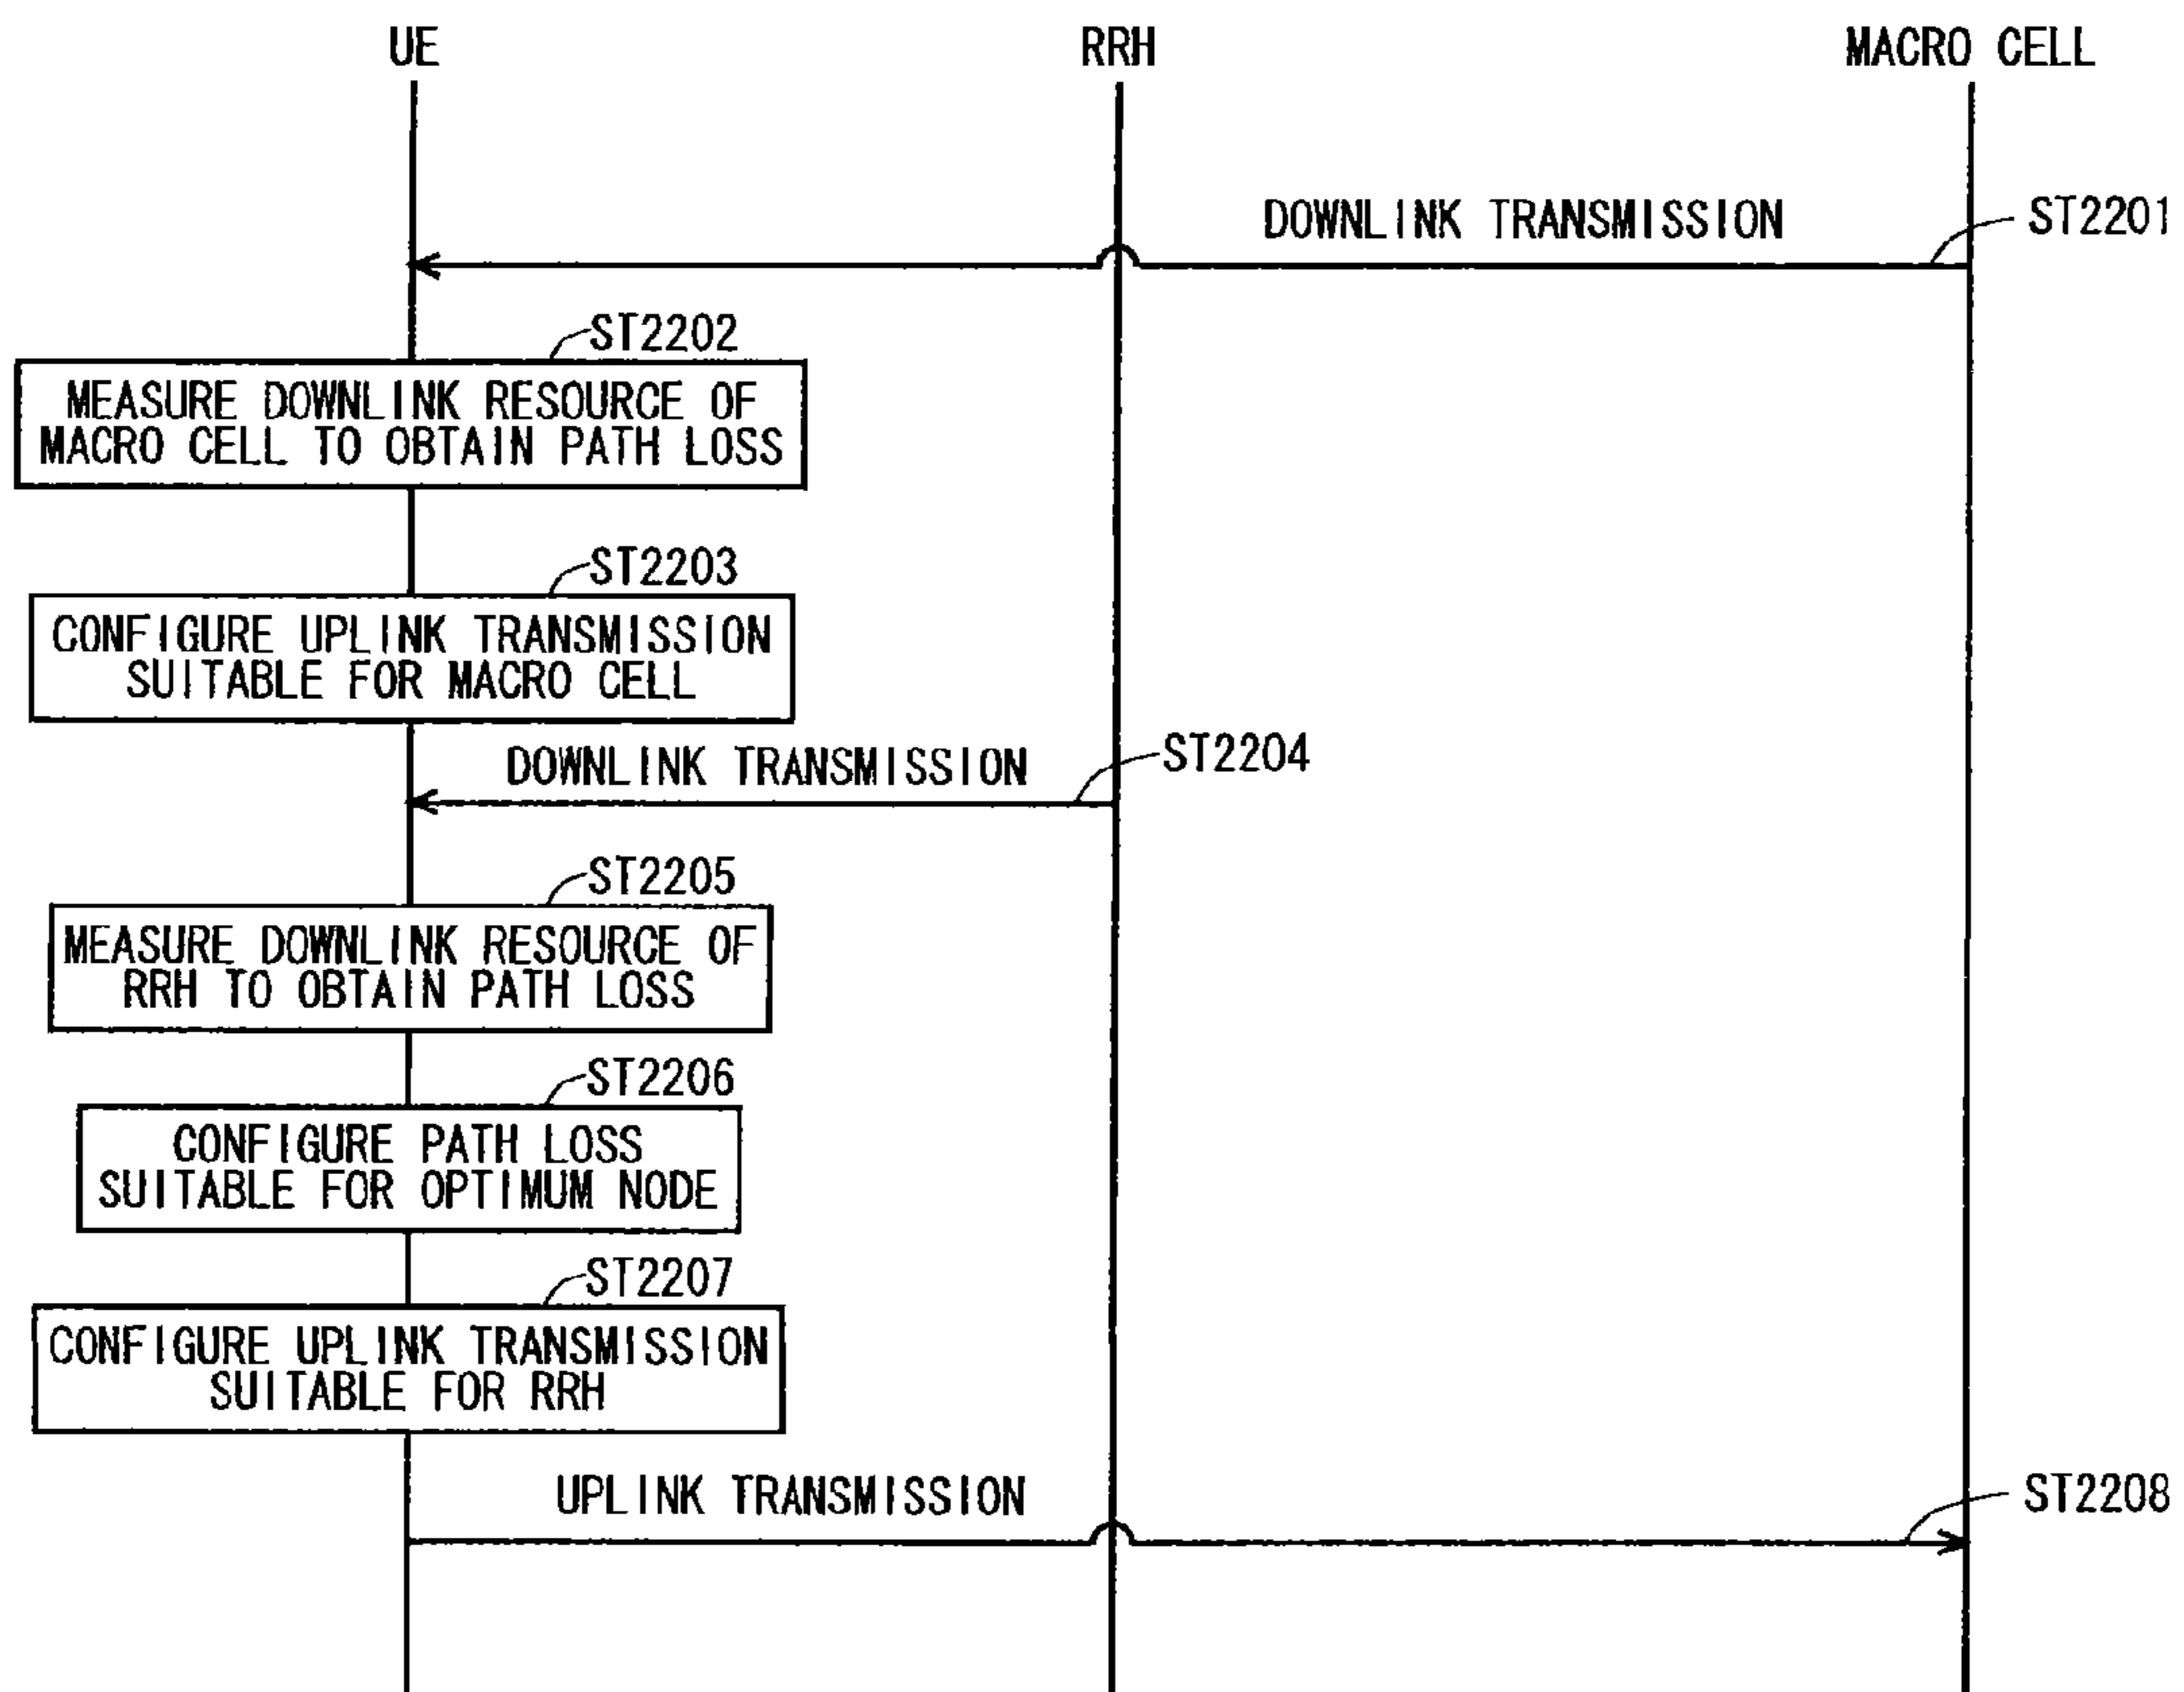 UE
RRH
MACRO CELL
DOWNLINK TRANSMISSION
ST2201
ST2202
MEASURE DOWNLINK RESOURCE OF
MACRO CELL TO OBTAIN PATH LOSS
ST2203
CONFIGURE UPLINK TRANSMISSION
SUITABLE FOR MACRO CELL
DOWNLINK TRANSMISSION
ST2204
ST2205
MEASURE DOWNLINK RESOURCE OF
RRH TO OBTAIN PATH LOSS
ST2206
CONFIGURE PATH LOSS
SUITABLE FOR OPTIMUM NODE
ST2207
CONFIGURE UPLINK TRANSMISSION
SUITABLE FOR RRH
UPLINK TRANSMISSION
ST2208